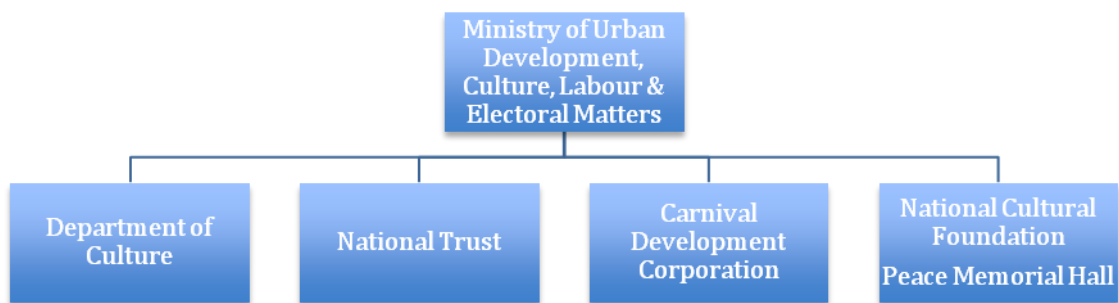 Ministry of Urban
Development,
Culture, Labour &
Electoral Matters
Department of
Culture
National Trust
Carnival
Development
Corporation
National Cultural
Foundation
Peace Memorial Hall